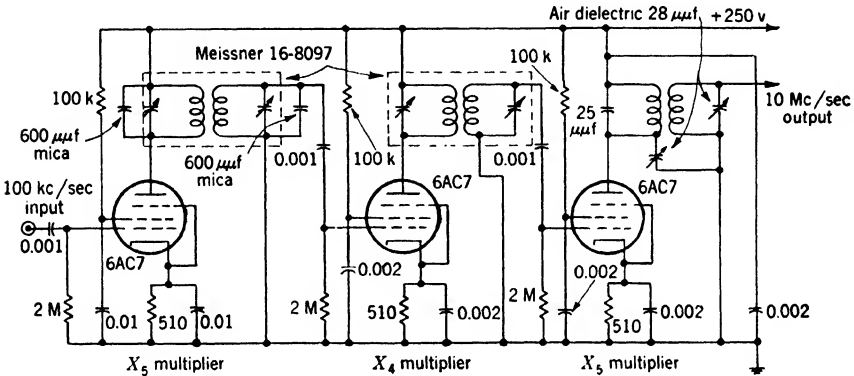 Air dielectric 28 μμf
+250 v
Meissner 16-8097
100 k
100 k
600 μμf
mica
600 μμf
mica
0.001
100 k
0.001
25
μμf
10 Mc/sec
output
100 kc/sec
input
0.001
6AC7
6AC7
6AC7
2 M
0.01
510
0.01
2 M
0.002
510
0.002
2 M
0.002
510
0.002
0.002
X5 multiplier
X4 multiplier
X5 multiplier